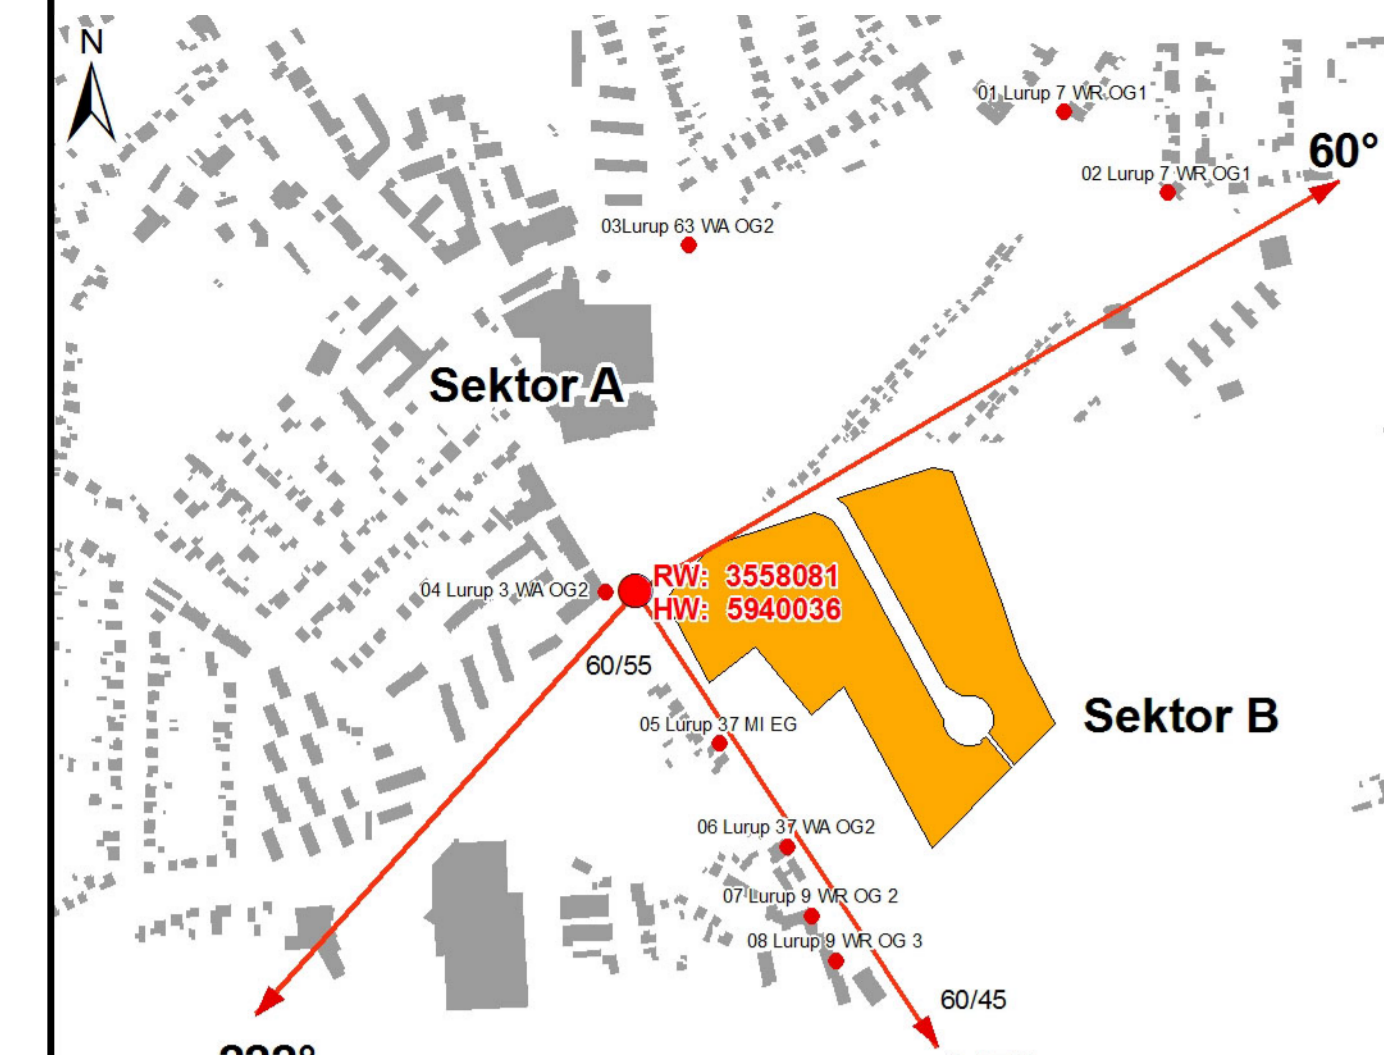 N
01 Lurup 7 WR OG1
60°
02 Lurup 7 WR OG1
03Lurup 63 WA OG2
Sektor A
RW: 3558081
04 Lurup 3 WA OG2
HW: 5940036
60/55
Sektor B
05 Lurup 37 MI EG
06 Lurup 37 WA OG2
07 Lurup 9 WR OG 2
08 Lurup 9 WR OG 3
60/45